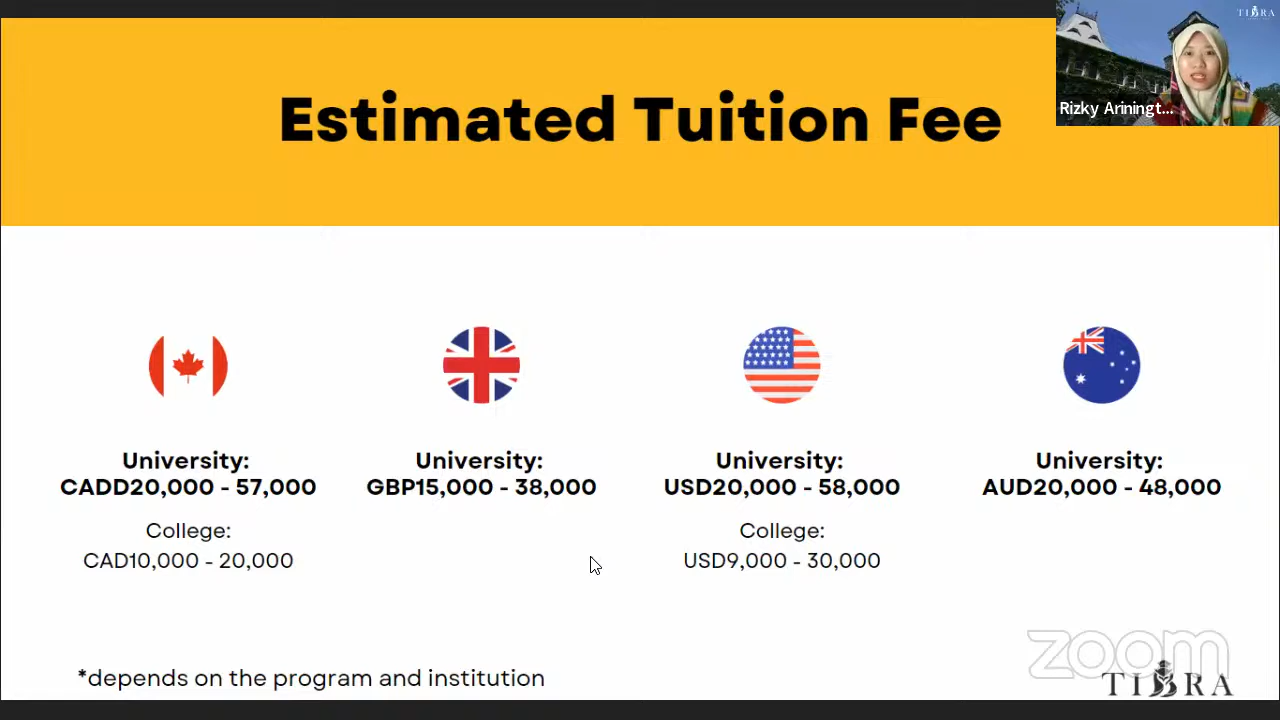 TIBRA
Rizky Ariningt...
Estimated Tuition Fee
University:
CADD20,000 - 57,000
College:
CAD10,000 - 20,000
University:
GBP15,000 - 38,000
University:
USD20,000 - 58,000
College:
USD9,000 - 30,000
University:
AUD20,000 - 48,000
*depends on the program and institution
zoom
TIBRA